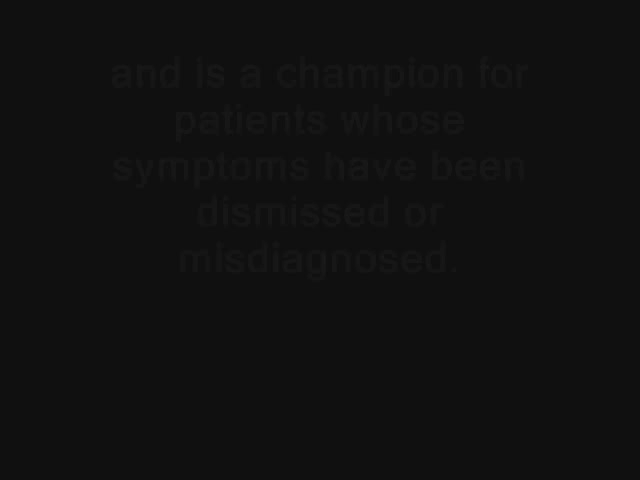 and is a champion for
patients whose
symptoms have been
dismissed or
misdiagnosed.